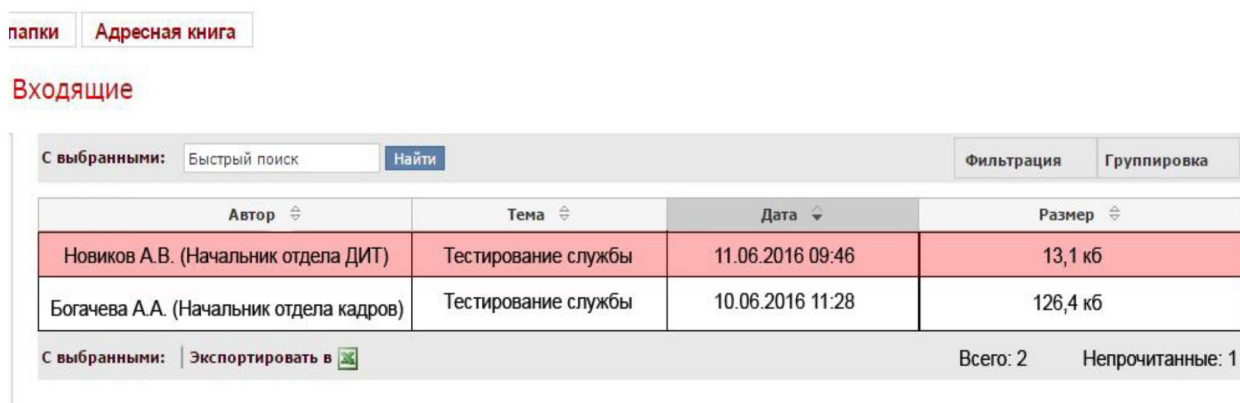 папки Адресная книга
Входящие
С выбранными: Быстрый поиск Найти Фильтрация Группировка
Автор Тема Дата Размер
Новиков А.В. (Начальник отдела ДИТ) Тестирование службы 11.06.2016 09:46 13,1 кб
Богачева А.А. (Начальник отдела кадров) Тестирование службы 10.06.2016 11:28 126,4 кб
С выбранными: Экспортировать в Всего: 2 Непрочитанные: 1